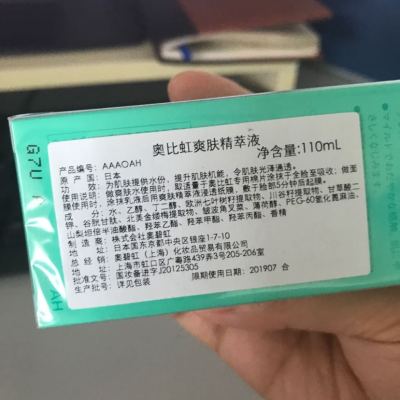 奥比虹爽肤精萃液
产品编号：AAAOAH 净含量:110mL
原产国：日本
为肌肤提供水份，提升肌肤机能，令肌肤光泽通透。
做爽肤水使用时，取适量于奥比虹专用棉片涂抹于全脸至吸收；做面
膜使用时，涂抹乳液后用爽肤精萃液浸透纸膜，敷于脸部5分钟后起膜。
成分：水、乙醇、丁二醇、欧洲七叶树籽提取物、川谷籽提取物、甘草酸二
钾、谷胱甘肽、北美金缕梅提取物、皱波角叉菜、薄荷醇、PEG-60氢化蓖麻油、
山梨坦倍半油酸酯、羟苯乙酯、羟苯甲酯、羟苯丙酯、香精
制造商：株式会社奥碧虹
地址：日本国东京都中央区银座1-7-10
总经销：奥碧虹（上海）化妆品贸易有限公司
地址：上海市虹口区广粤路439弄3号205-206室
批准文号：国妆备进字J20125305
生产批号：详见包装 限期使用日期：201907 合
G7U
AH